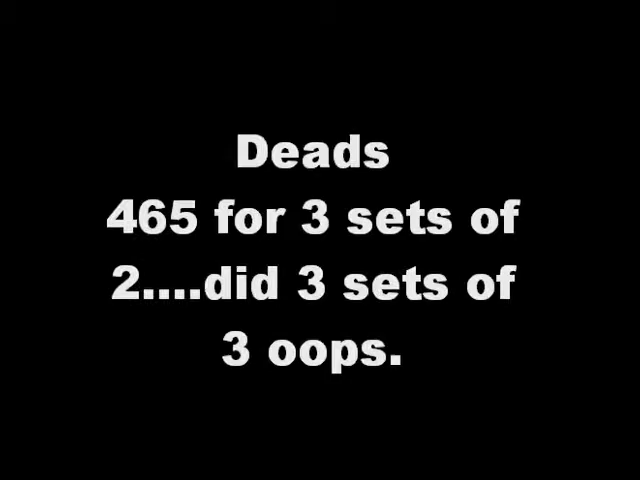 Deads
465 for 3 sets of
2....did 3 sets of
3 oops.